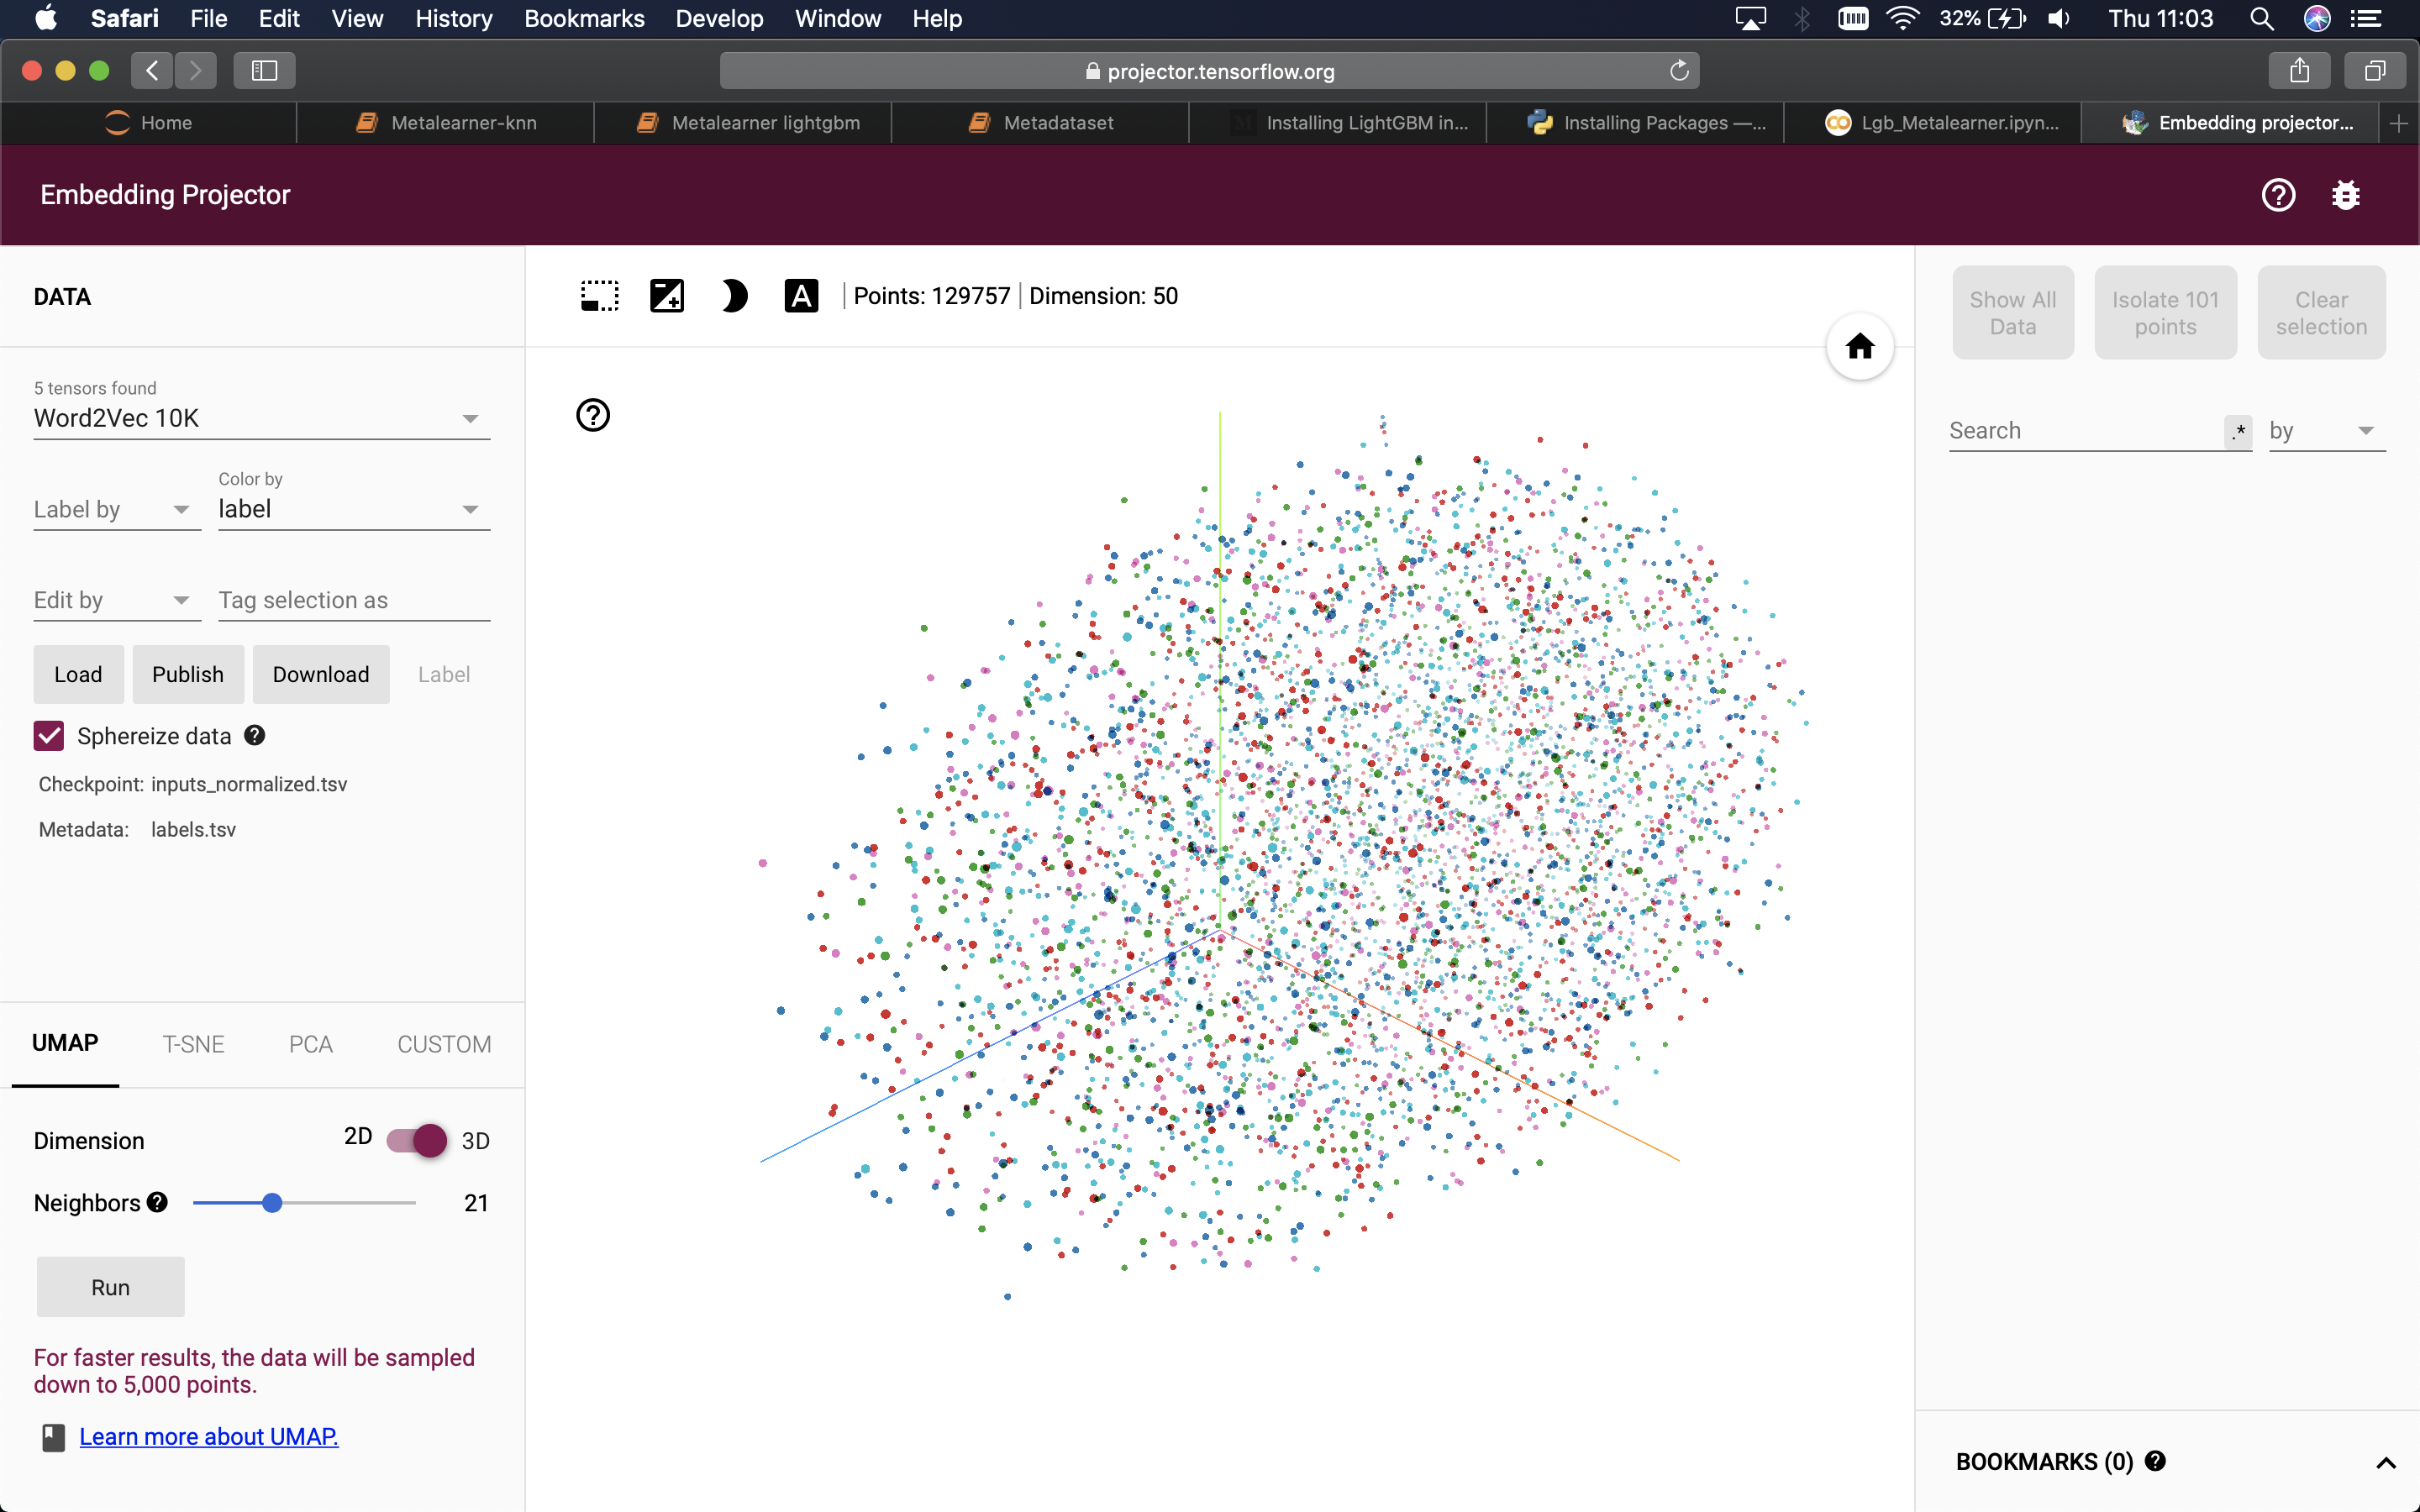 Safari File Edit View History Bookmarks Develop Window Help 32% Thu 11:03
projector.tensorflow.org
Home Metalearner-knn Metalearner lightgbm Metadataset Installing LightGBM in... Installing Packages —... Lgb_Metalearner.ipyn... Embedding projector...
Embedding Projector
DATA
Points: 129757 Dimension: 50
Show All
Data
Isolate 101
points
Clear
selection
5 tensors found
Word2Vec 10K
Search .* by
Color by
Label by label
Edit by Tag selection as
Load Publish Download Label
Sphereize data
Checkpoint: inputs_normalized.tsv
Metadata: labels.tsv
UMAP T-SNE PCA CUSTOM
Dimension 2D 3D
Neighbors 21
Run
For faster results, the data will be sampled
down to 5,000 points.
Learn more about UMAP.
BOOKMARKS (0)